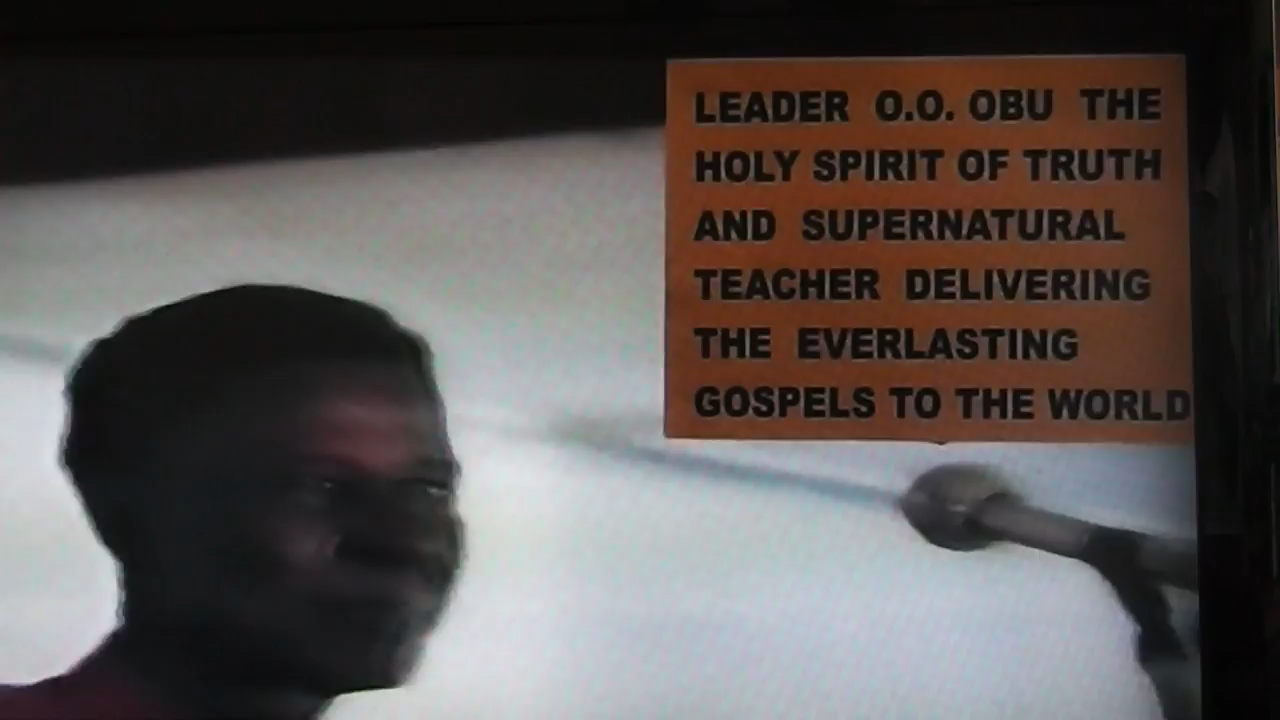 LEADER O.O. OBU THE
HOLY SPIRIT OF TRUTH
AND SUPERNATURAL
TEACHER DELIVERING
THE EVERLASTING
GOSPELS TO THE WORLD